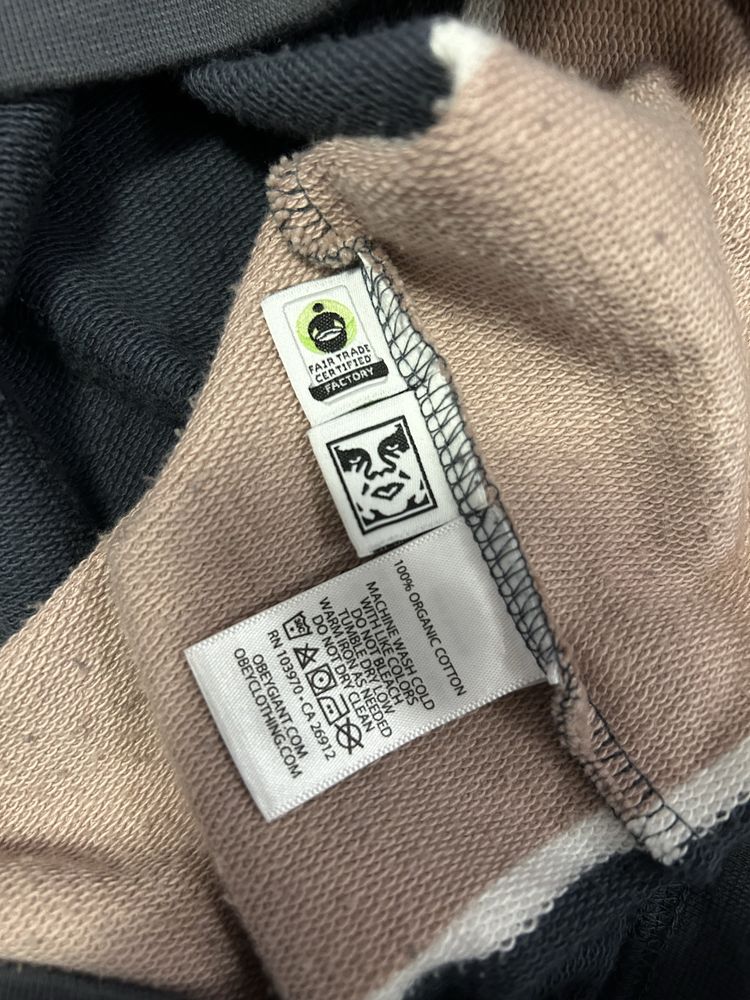 FAIR TRADE
CERTIFIED
FACTORY
100% ORGANIC COTTON
MACHINE WASH COLD
WITH LIKE COLORS
DO NOT BLEACH
TUMBLE DRY LOW
WARM IRON AS NEEDED
DO NOT DRY CLEAN
RN 103970 • CA 26912
OBEYGIANT.COM
OBEYCLOTHING.COM